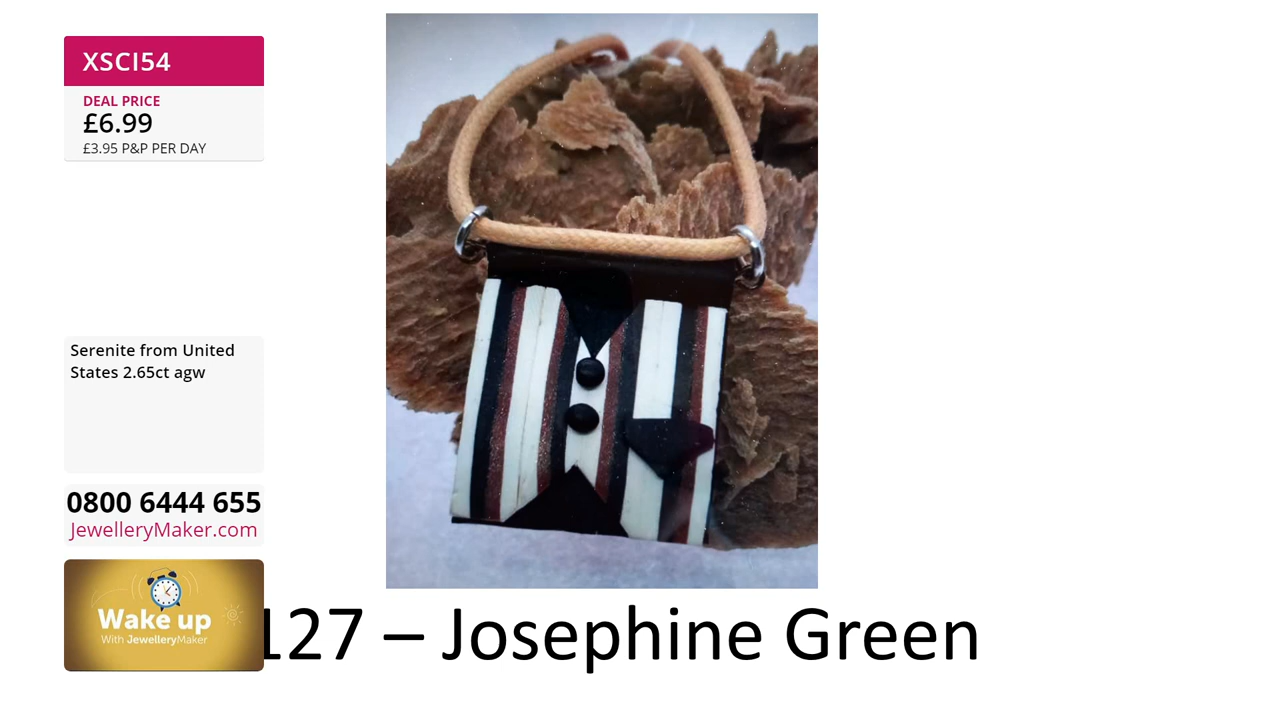 XSCI54
DEAL PRICE
£6.99
£3.95 P&P PER DAY
Serenite from United
States 2.65ct agw
0800 6444 655
JewelleryMaker.com
Wake up
With JewelleryMaker
127 – Josephine Green